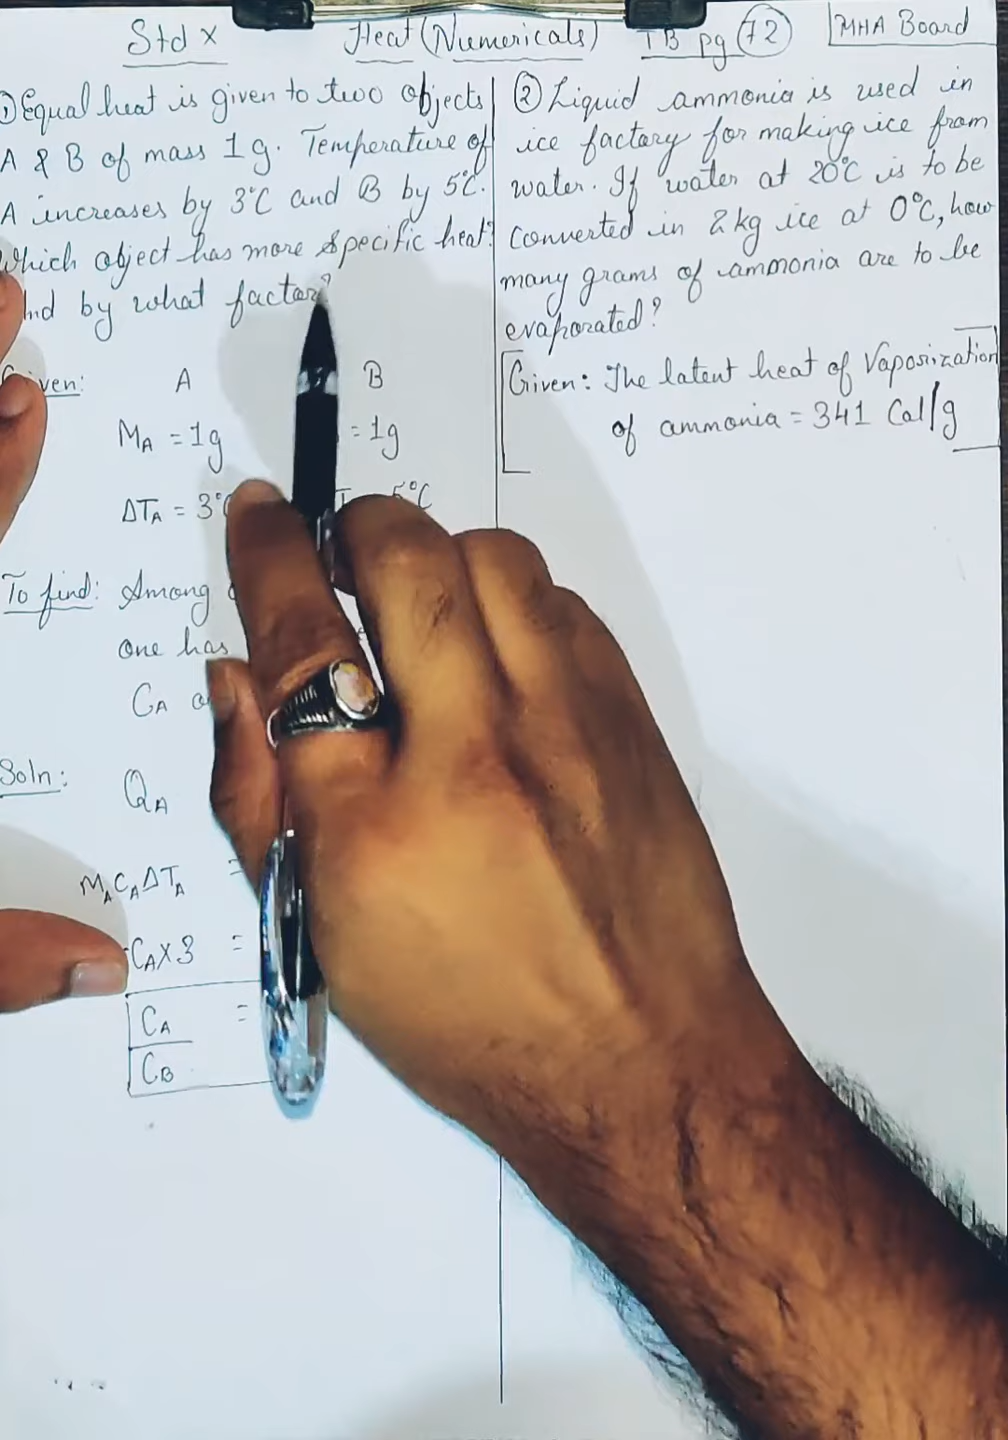 Std X Heat (Numericals) TB pg 72 MHA Board
① Equal heat is given to two objects
A & B of mass 1g. Temperature of
A increases by 3°C and B by 5°C.
Which object has more specific heat?
And by what factor?
Given: A B
MA = 1g = 1g
ΔTA = 3°C 5°C
To find: Among
one has
CA
Soln: QA
MACAΔTA =
CA×3 =
CA =
CB
② Liquid ammonia is used in
ice factory for making ice from
water. If water at 20°C is to be
converted in 2 kg ice at 0°C, how
many grams of ammonia are to be
evaporated?
Given: The latent heat of Vaporization
of ammonia = 341 Cal/g